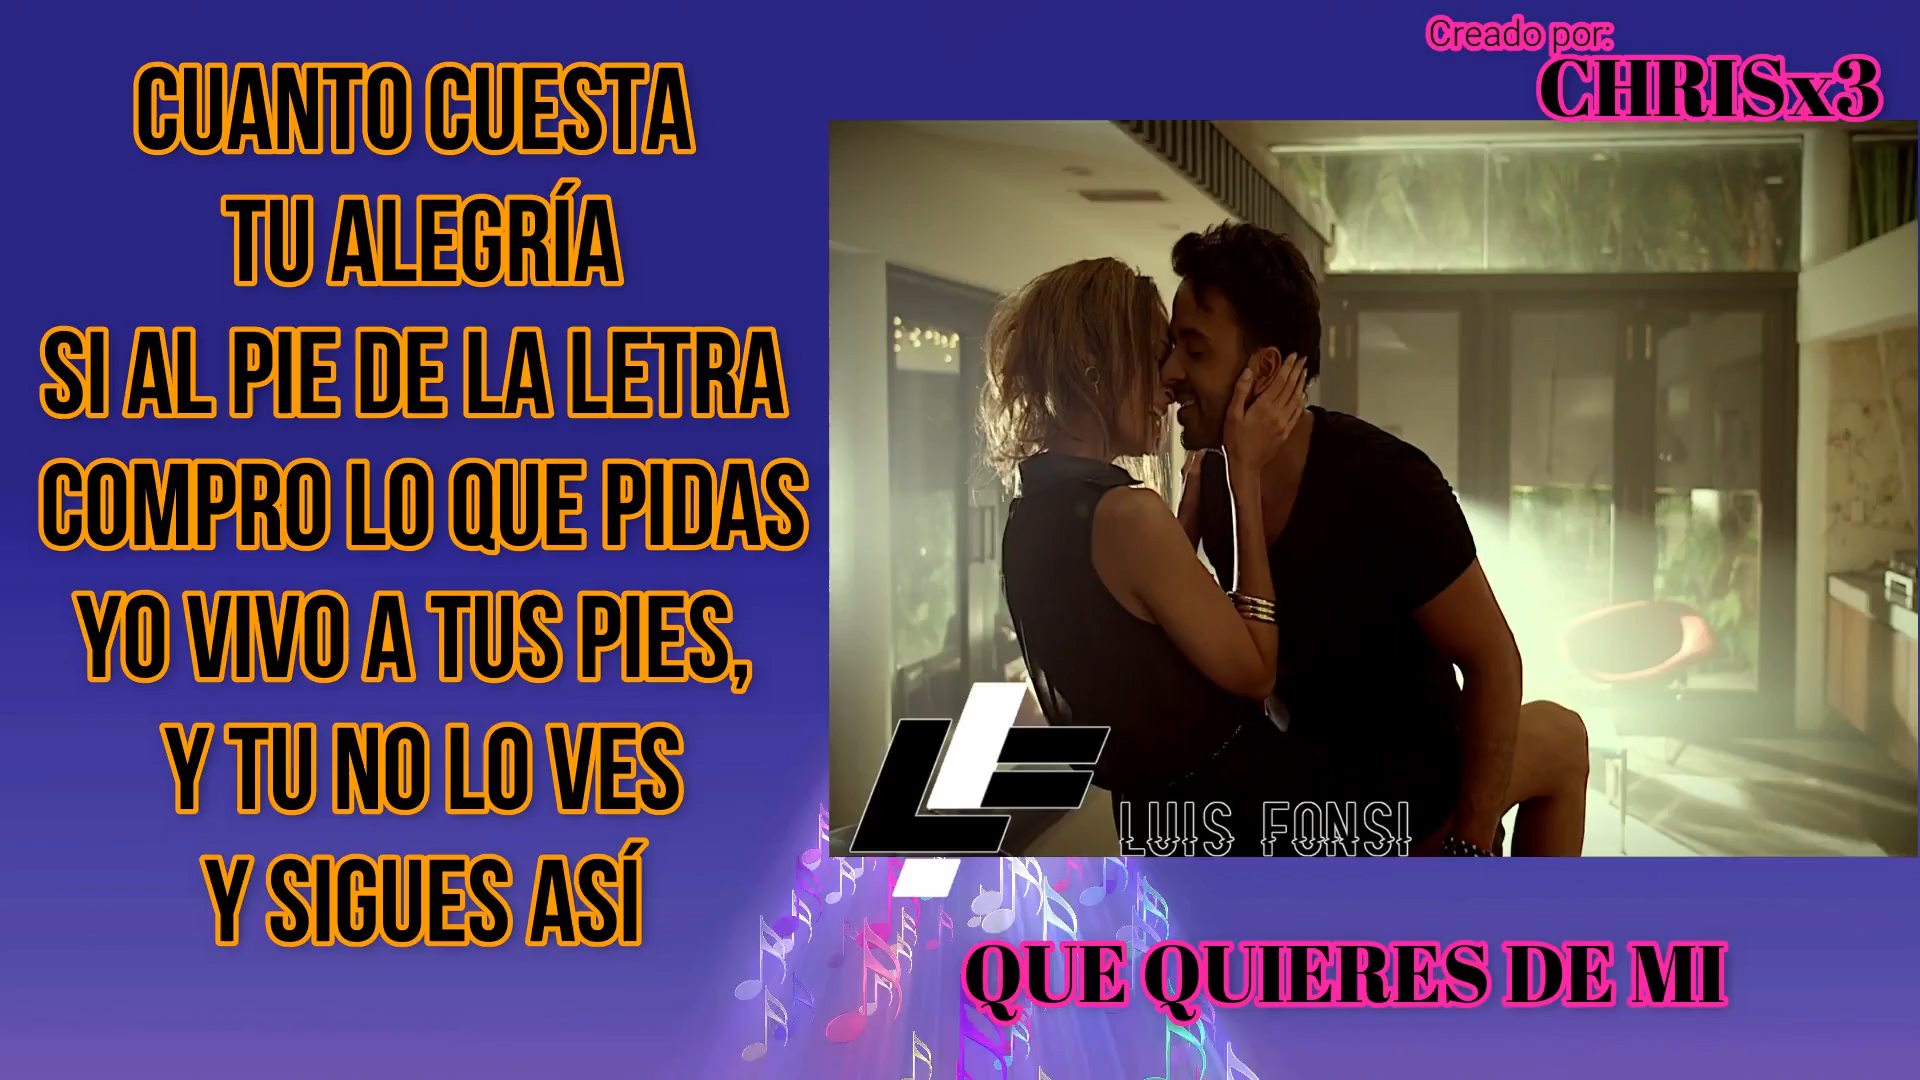 CUANTO CUESTA
TU ALEGRÍA
SI AL PIE DE LA LETRA
COMPRO LO QUE PIDAS
YO VIVO A TUS PIES,
Y TU NO LO VES
Y SIGUES ASÍ
Creado por:
CHRISx3
LF
LUIS FONSI
QUE QUIERES DE MI